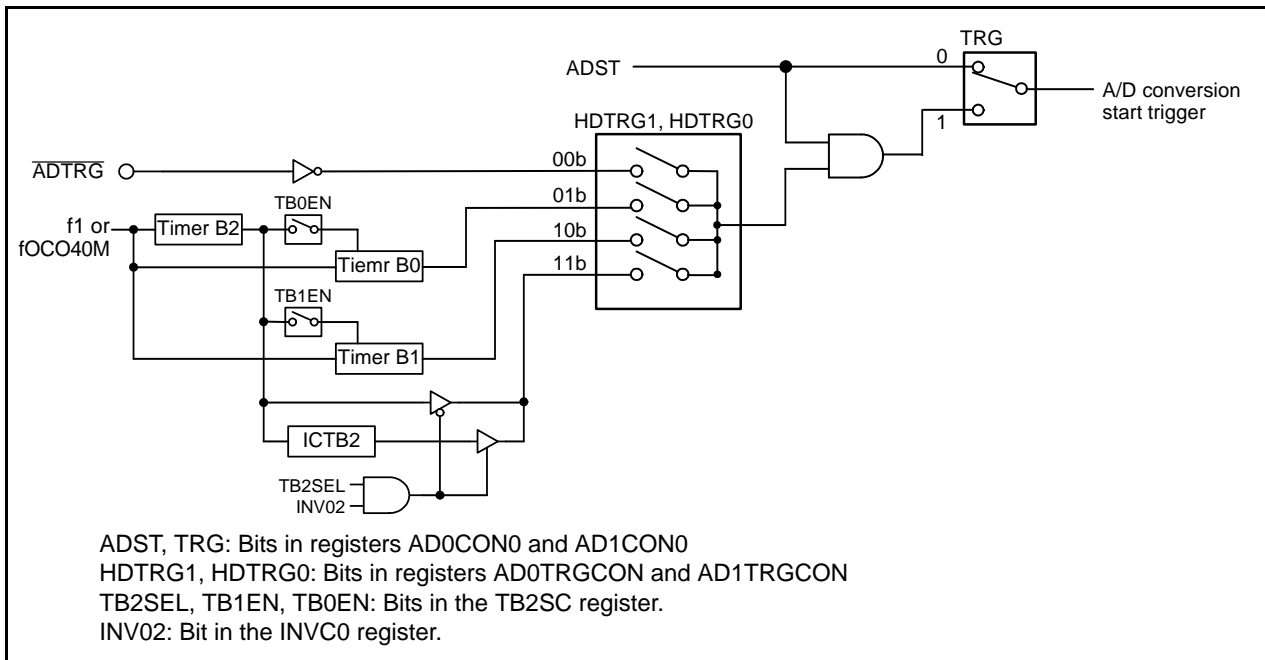 TRG
ADST
0
A/D conversion
start trigger
1
HDTRG1, HDTRG0
ADTRG
00b
TB0EN
01b
f1 or
fOCO40M
Timer B2
10b
Tiemr B0
11b
TB1EN
Timer B1
ICTB2
TB2SEL
INV02
ADST, TRG: Bits in registers AD0CON0 and AD1CON0
HDTRG1, HDTRG0: Bits in registers AD0TRGCON and AD1TRGCON
TB2SEL, TB1EN, TB0EN: Bits in the TB2SC register.
INV02: Bit in the INVC0 register.